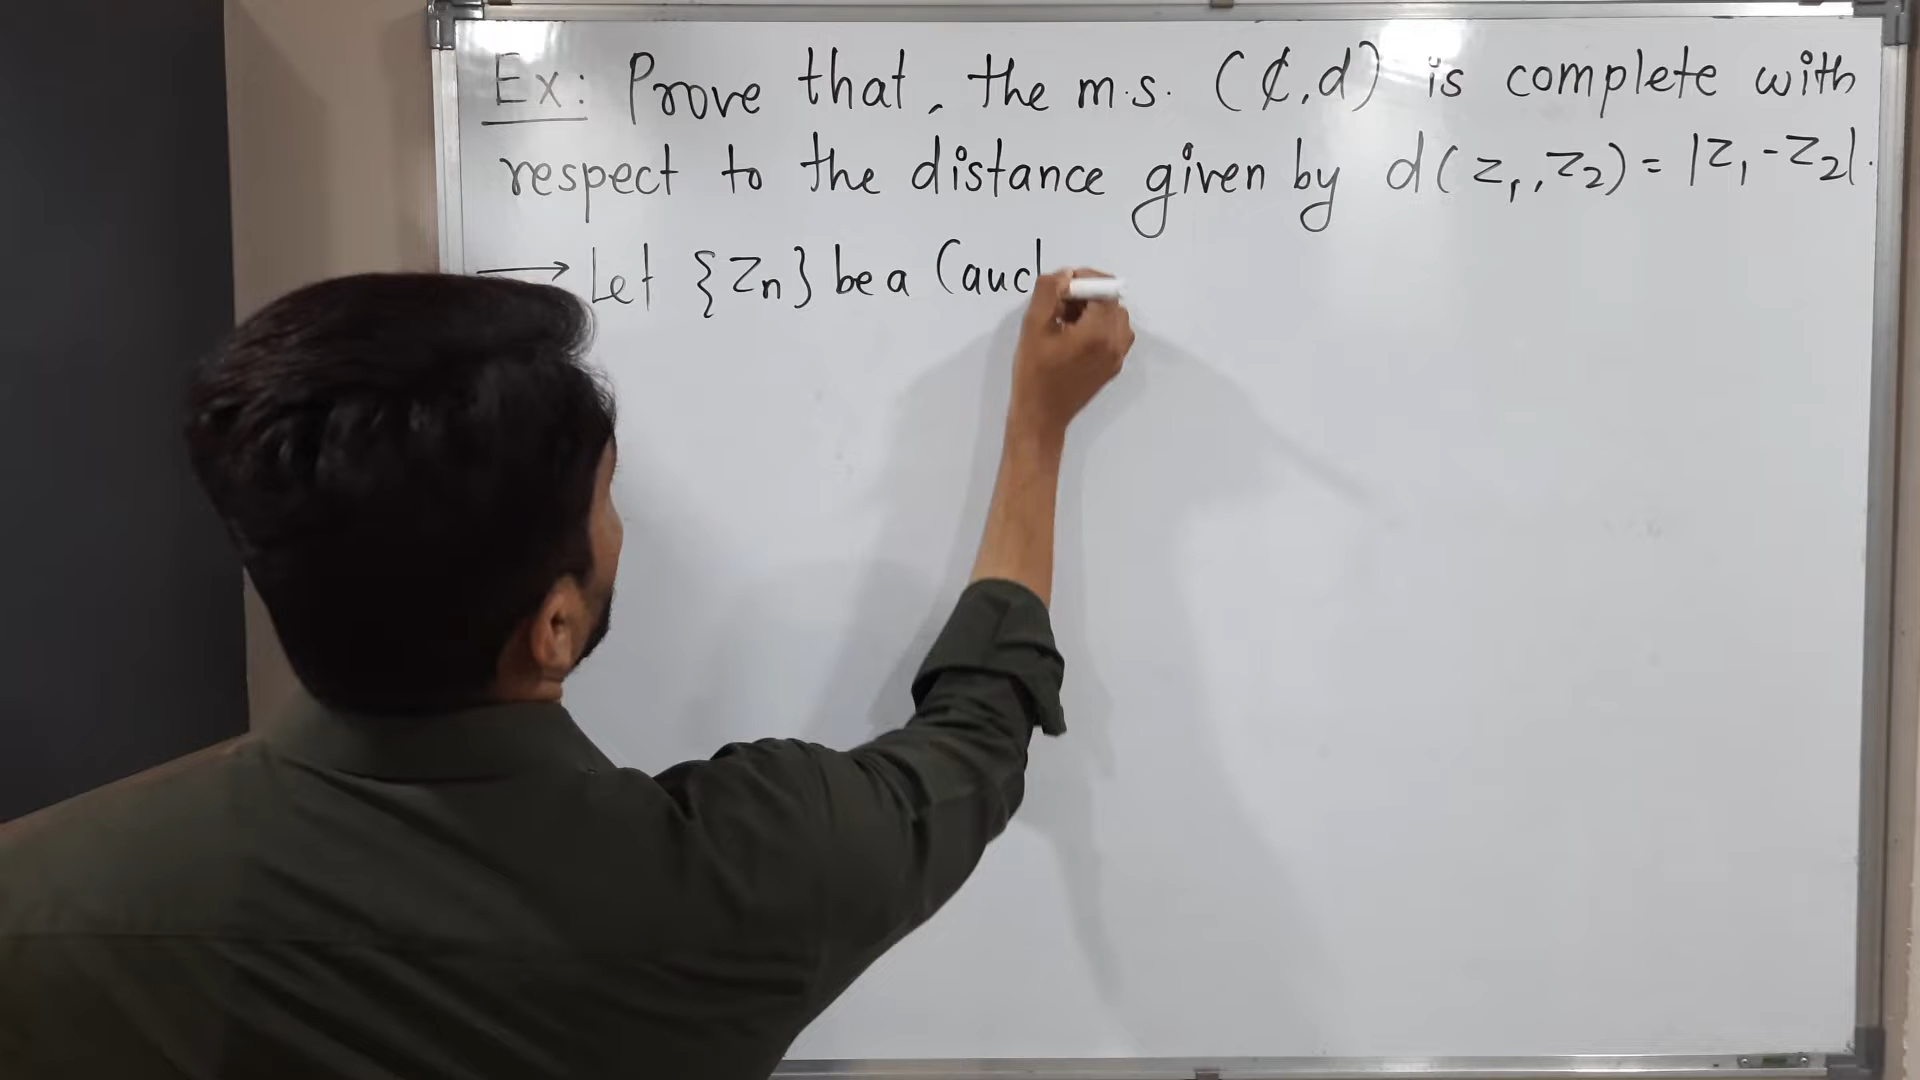 Ex: Prove that, the m.s. (ℂ,d) is complete with
respect to the distance given by d(z₁,z₂) = |z₁-z₂|.
→ Let {zₙ} be a Cauch